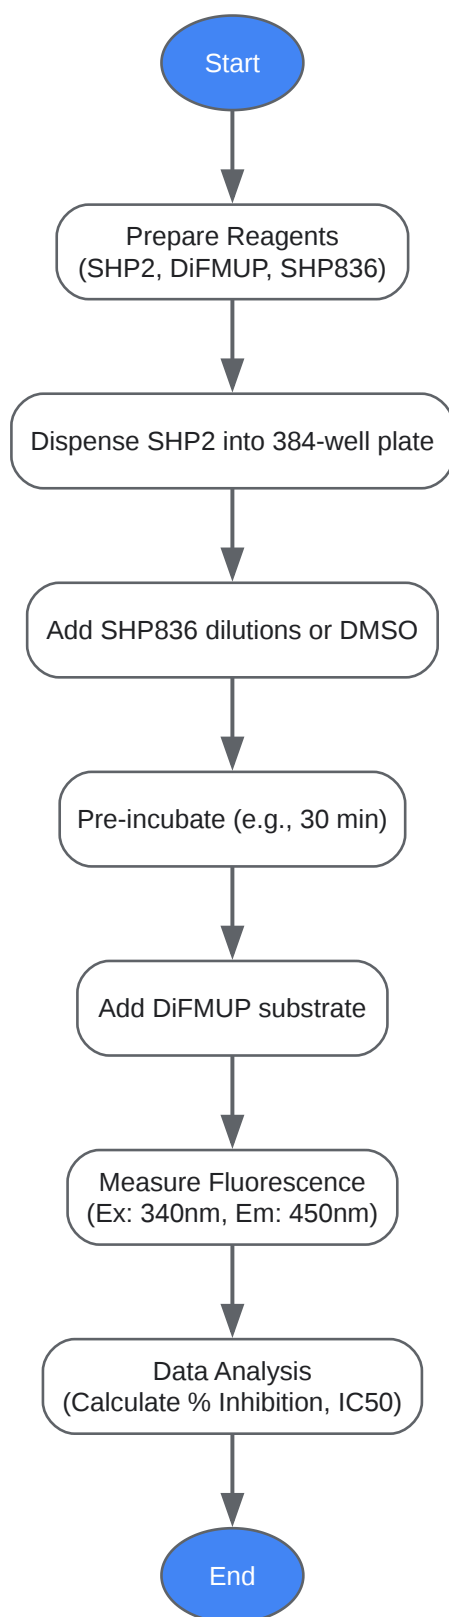 Start
Prepare Reagents
(SHP2, DiFMUP, SHP836)
Dispense SHP2 into 384-well plate
Add SHP836 dilutions or DMSO
Pre-incubate (e.g., 30 min)
Add DiFMUP substrate
Measure Fluorescence
(Ex: 340nm, Em: 450nm)
Data Analysis
(Calculate % Inhibition, IC50)
End